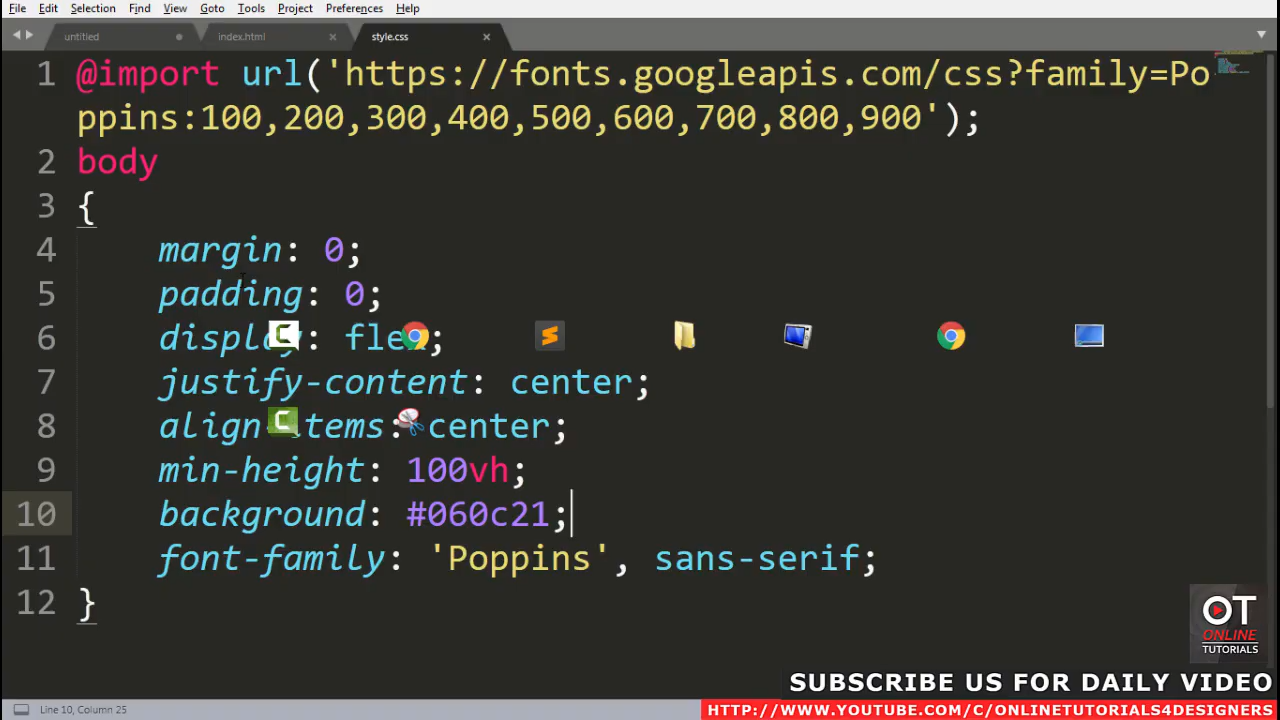 File Edit Selection Find View Goto Tools Project Preferences Help
untitled index.html style.css
1 @import url('https://fonts.googleapis.com/css?family=Po
ppins:100,200,300,400,500,600,700,800,900');
2 body
3 {
4 margin: 0;
5 padding: 0;
6 display: flex;
7 justify-content: center;
8 align-items: center;
9 min-height: 100vh;
10 background: #060c21;
11 font-family: 'Poppins', sans-serif;
12 }
OT
ONLINE
TUTORIALS
SUBSCRIBE US FOR DAILY VIDEO
Line 10, Column 25
HTTP://WWW.YOUTUBE.COM/C/ONLINETUTORIALS4DESIGNERS